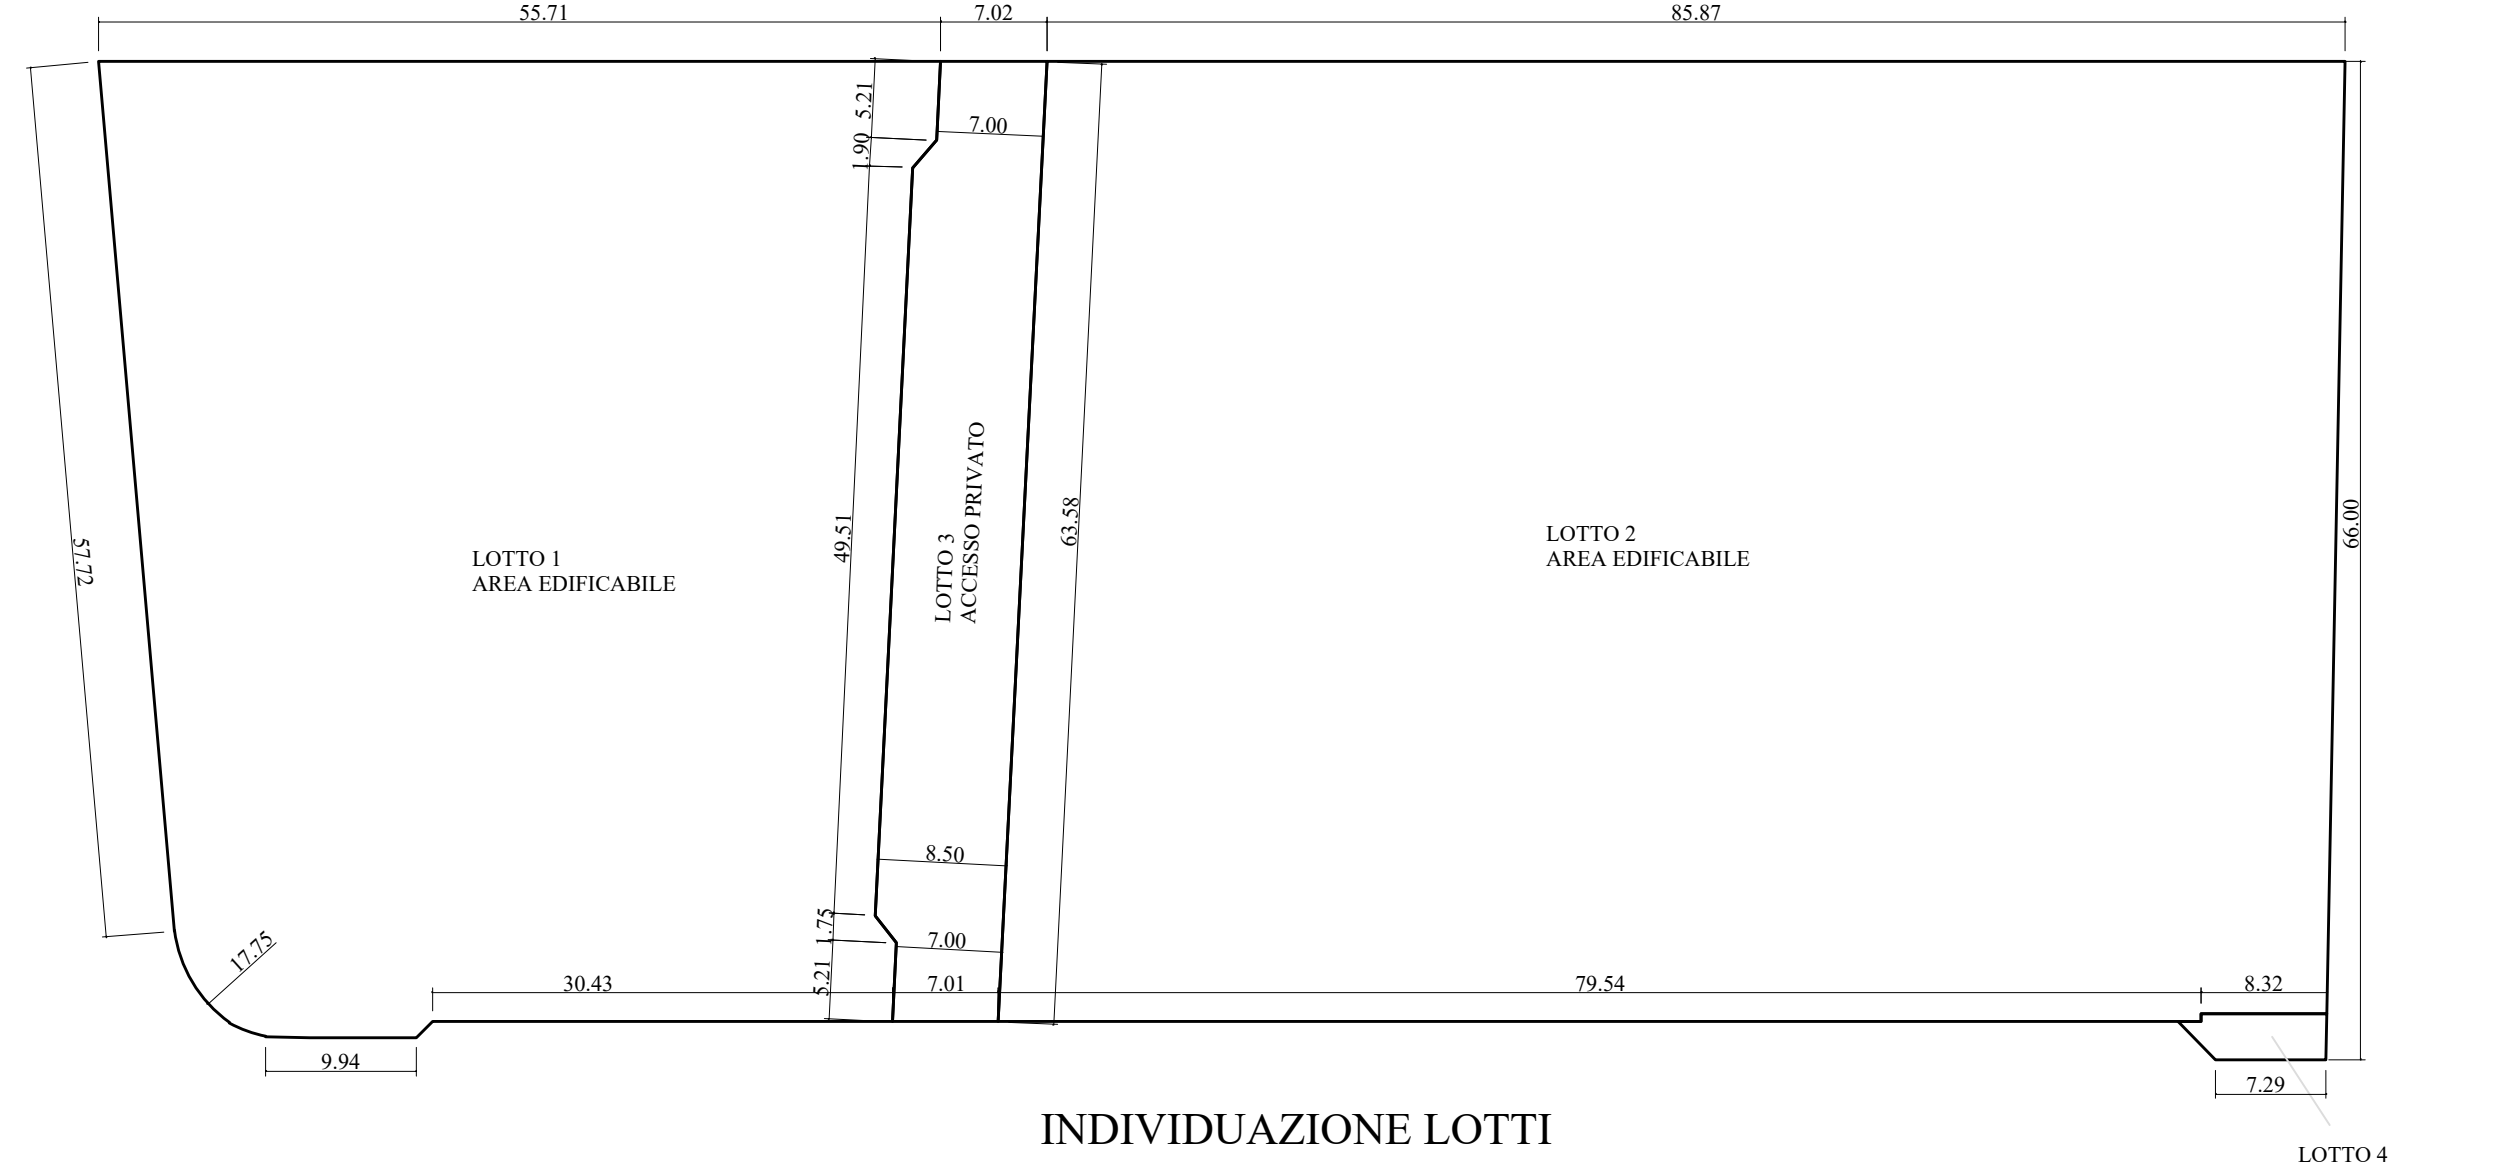 55.71
7.02
85.87
5.21
7.00
1.90
LOTTO 3
ACCESSO PRIVATO
63.58
66.00
49.51
LOTTO 2
AREA EDIFICABILE
57.72
LOTTO 1
AREA EDIFICABILE
8.50
1.75
7.00
17.75
5.21
30.43
7.01
79.54
8.32
9.94
7.29
INDIVIDUAZIONE LOTTI
LOTTO 4